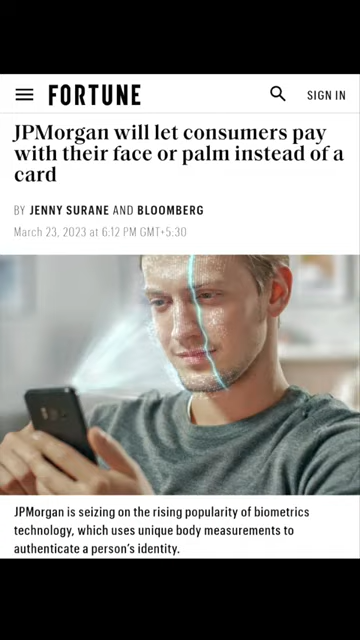 FORTUNE
SIGN IN
JPMorgan will let consumers pay
with their face or palm instead of a
card
BY JENNY SURANE AND BLOOMBERG
March 23, 2023 at 6:12 PM GMT+5:30
JPMorgan is seizing on the rising popularity of biometrics
technology, which uses unique body measurements to
authenticate a person's identity.